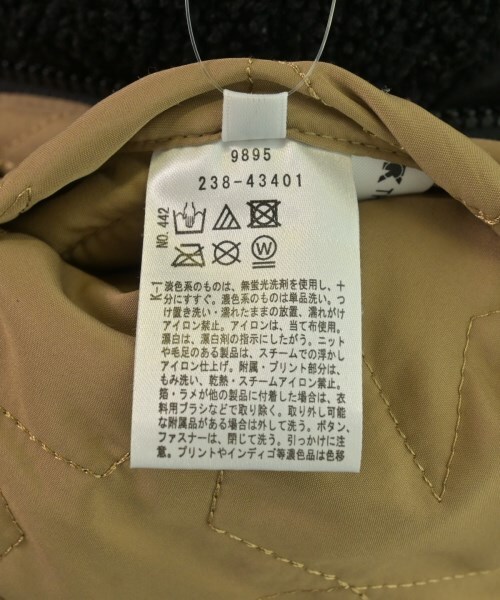 9895
238-43401
NO.442
W
K-1
淡色系のものは、無蛍光洗剤を使用し、十
分にすすぐ。濃色系のものは単品洗い。つ
け置き洗い・濡れたままの放置、濡れがけ
アイロン禁止。アイロンは、当て布使用。
漂白は、漂白剤の指示にしたがう。ニット
や毛足のある製品は、スチームでの浮かし
アイロン仕上げ。附属・プリント部分は、
もみ洗い、乾熱・スチームアイロン禁止。
箔・ラメが他の製品に付着した場合は、衣
料用ブラシなどで取り除く。取り外し可能
な附属品がある場合は外して洗う。ボタン、
ファスナーは、閉じて洗う。引っかけに注
意。プリントやインディゴ等濃色品は色移